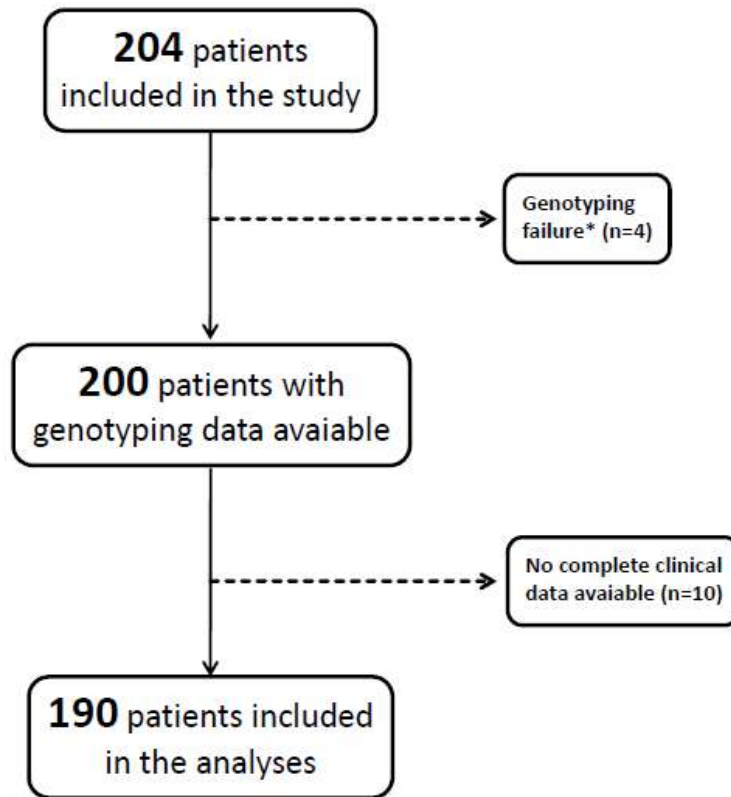 204 patients
included in the study
Genotyping
failure* (n=4)
200 patients with
genotyping data avaiable
No complete clinical
data avaiable (n=10)
190 patients included
in the analyses